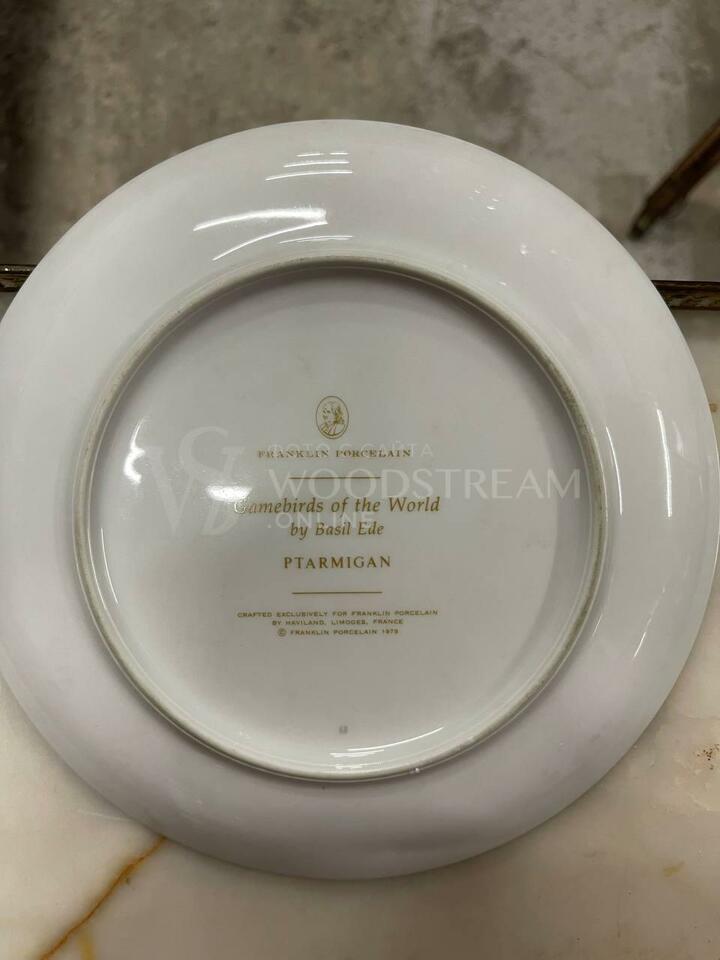 FRANKLIN PORCELAIN
ФОТО С САЙТА
WOODSTREAM
.ONLINE
Gamebirds of the World
by Basil Ede
PTARMIGAN
CRAFTED EXCLUSIVELY FOR FRANKLIN PORCELAIN
BY HAVILAND, LIMOGES, FRANCE
© FRANKLIN PORCELAIN 1979